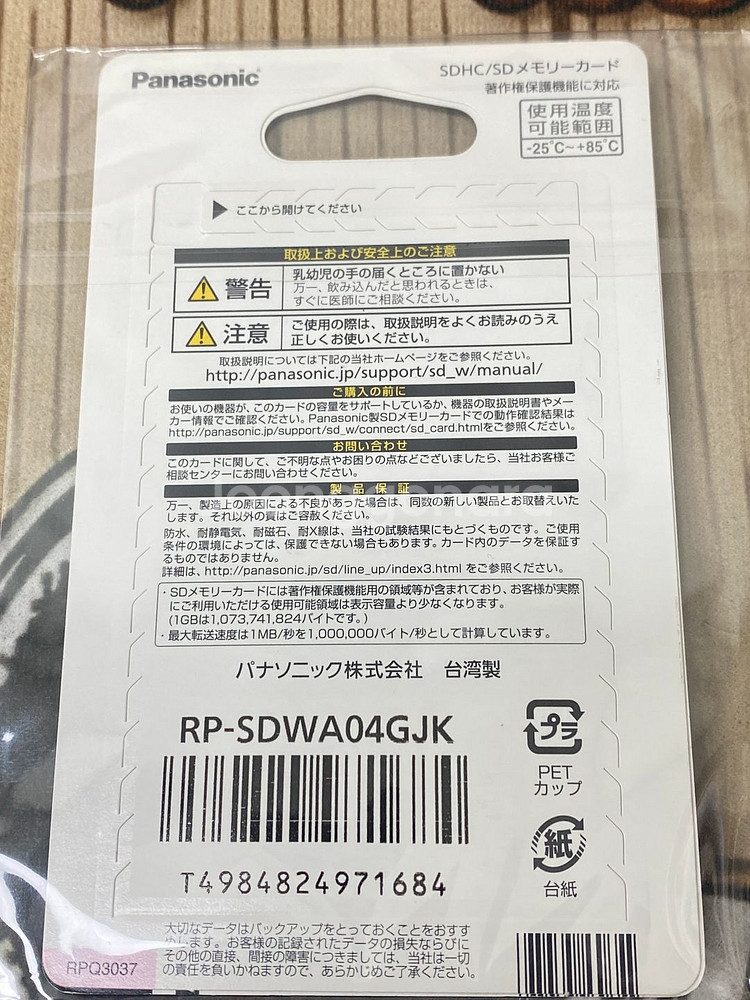 Panasonic
SDHC/SDメモリーカード
著作権保護機能に対応
使用温度
可能範囲
-25℃~+85℃
ここから開けてください
取扱上および安全上のご注意
警告
乳幼児の手の届くところに置かない
万一、飲み込んだと思われるときは、
すぐに医師にご相談ください。
注意
ご使用の際は、取扱説明をよくお読みのうえ
正しくお使いください。
取扱説明については下記の当社ホームページをご参照ください。
http://panasonic.jp/support/sd_w/manual/
ご購入の前に
お使いの機器が、このカードの容量をサポートしているか、機器の取扱説明書やメー
カー情報でご確認ください。Panasonic製SDメモリーカードでの動作確認結果は
http://panasonic.jp/support/sd_w/connect/sd_card.htmlをご参照ください。
お問い合わせ
このカードに関して、ご不明な点やお困りの点などございましたら、当社お客様ご
相談センターにお問い合わせください。
製品保証
万一、製造上の原因による不良があった場合は、同数の新しい製品とお取替えいた
します。それ以外の責はご容赦ください。
防水、耐静電気、耐磁石、耐X線は、当社の試験結果にもとづくものです。ご使用
条件の環境によっては、保護できない場合もあります。カード内のデータを保証す
るものではありません。
詳細は、http://panasonic.jp/sd/line_up/index3.html をご参照ください。
・SDメモリーカードには著作権保護機能用の領域等が含まれており、お客様が実際
にご利用いただける使用可能領域は表示容量より少なくなります。
(1GBは1,073,741,824バイトです。)
・最大転送速度は1MB/秒を1,000,000バイト/秒として計算しています。
パナソニック株式会社 台湾製
RP-SDWA04GJK
プラ
PET
カップ
紙
台紙
T4984824971684
大切なデータはバックアップをとっておくことをおすす
めします。お客様の記録されたデータの損失ならびに
その他の直接、間接の障害につきましては、当社は一切
の責任を負いかねますので、あらかじめご了承ください。
RPQ3037